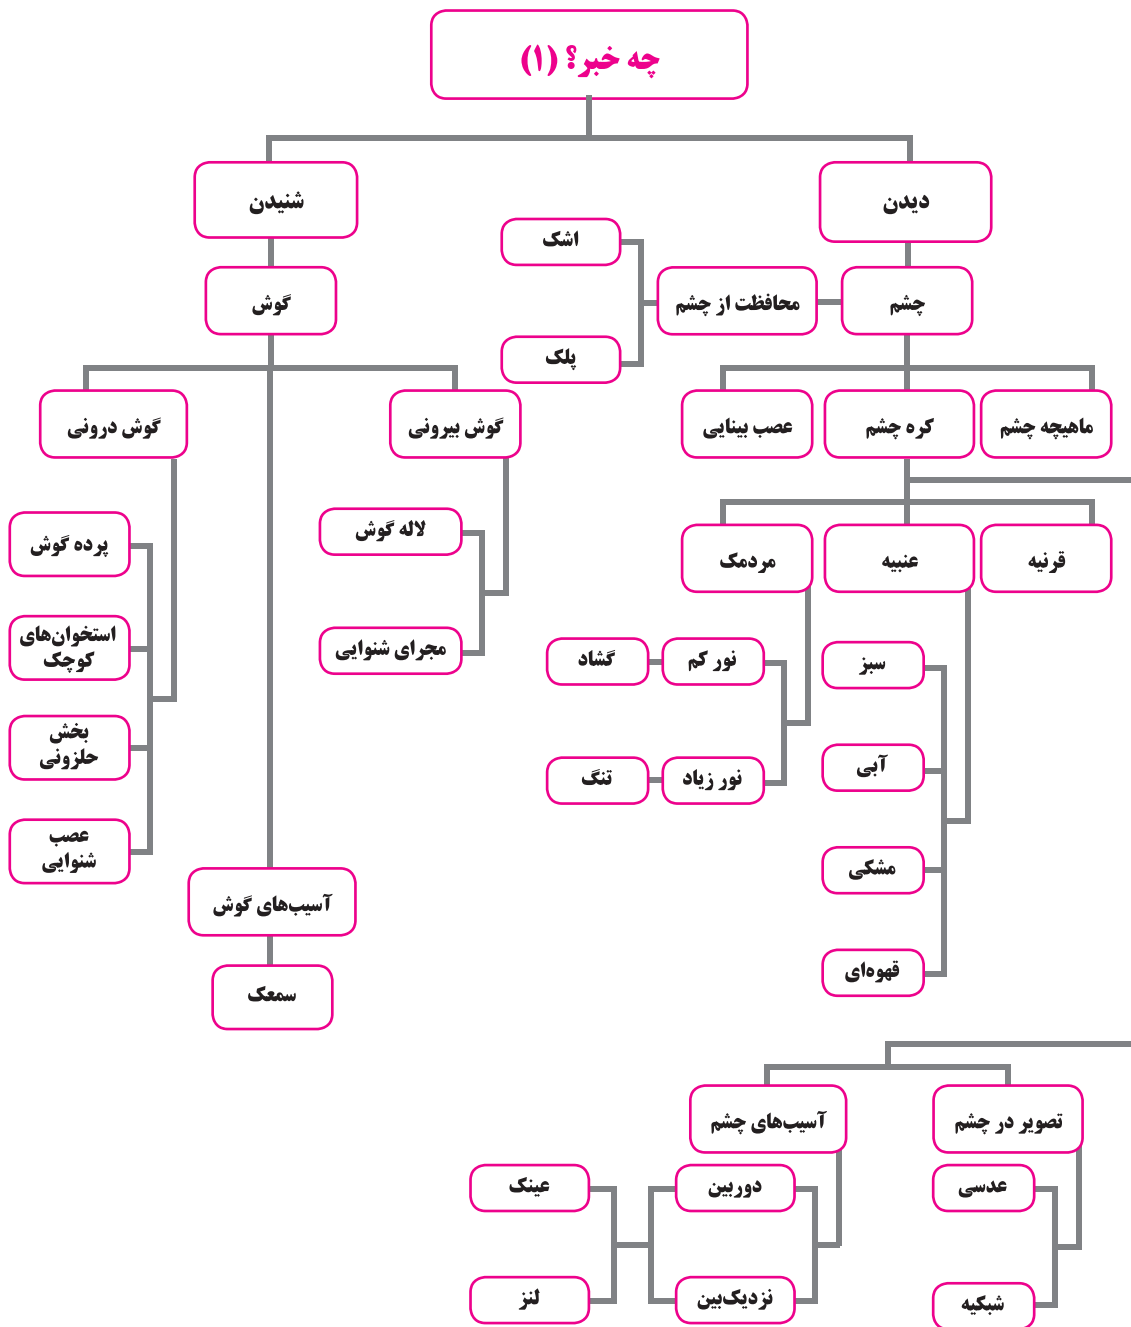 چه خبر؟ (۱)
دیدن
شنیدن
اشک
چشم
محافظت از چشم
گوش
پلک
ماهیچه چشم
کره چشم
عصب بینایی
گوش بیرونی
گوش درونی
قرنیه
عنبیه
مردمک
لاله گوش
پرده گوش
سبز
نور کم
گشاد
مجرای شنوایی
استخوان‌های
کوچک
آبی
نور زیاد
تنگ
بخش
حلزونی
مشکی
عصب
شنوایی
آسیب‌های گوش
قهوه‌ای
سمعک
تصویر در چشم
آسیب‌های چشم
عدسی
دوربین
عینک
شبکیه
نزدیک‌بین
لنز